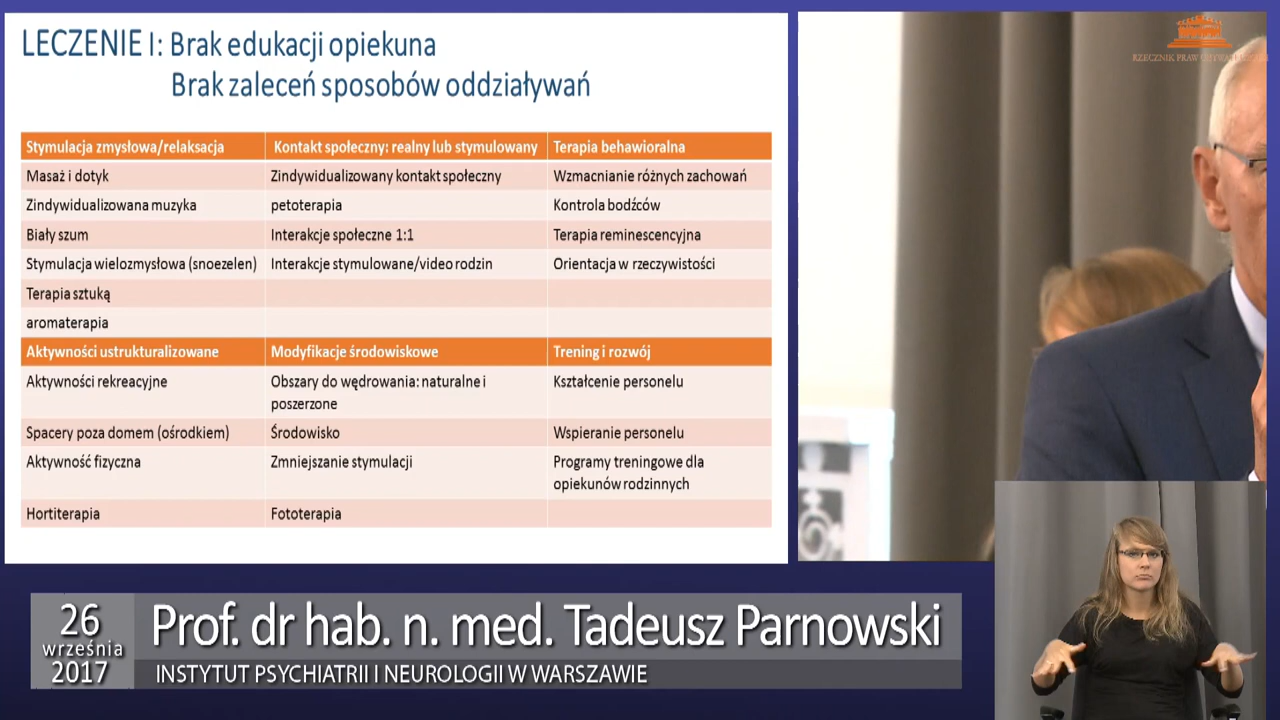 LECZENIE I: Brak edukacji opiekuna
Brak zaleceń sposobów oddziaływań
Stymulacja zmysłowa/relaksacja
Kontakt społeczny: realny lub stymulowany
Terapia behawioralna
Masaż i dotyk
Zindywidualizowany kontakt społeczny
Wzmacnianie różnych zachowań
Zindywidualizowana muzyka
petoterapia
Kontrola bodźców
Biały szum
Interakcje społeczne 1:1
Terapia reminescencyjna
Stymulacja wielozmysłowa (snoezelen)
Interakcje stymulowane/video rodzin
Orientacja w rzeczywistości
Terapia sztuką
aromaterapia
Aktywności ustrukturalizowane
Modyfikacje środowiskowe
Trening i rozwój
Aktywności rekreacyjne
Obszary do wędrowania: naturalne i
poszerzone
Kształcenie personelu
Spacery poza domem (ośrodkiem)
Środowisko
Wspieranie personelu
Aktywność fizyczna
Zmniejszanie stymulacji
Programy treningowe dla
opiekunów rodzinnych
Hortiterapia
Fototerapia
RZECZNIK PRAW OBYWATELSKICH
26
września
2017
Prof. dr hab. n. med. Tadeusz Parnowski
INSTYTUT PSYCHIATRII I NEUROLOGII W WARSZAWIE